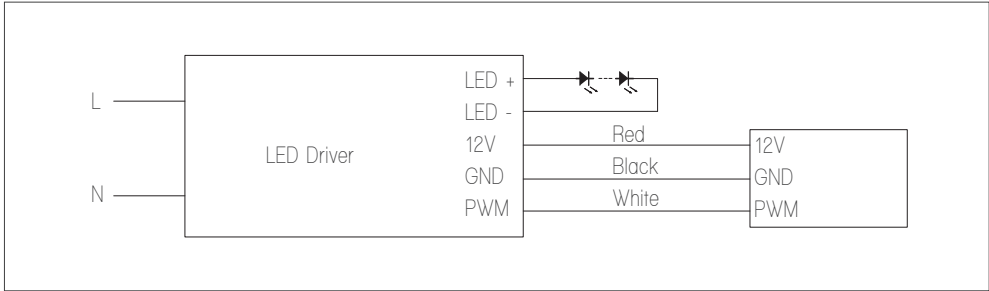 L
N
LED Driver
LED +
LED -
12V
GND
PWM
Red
Black
White
12V
GND
PWM